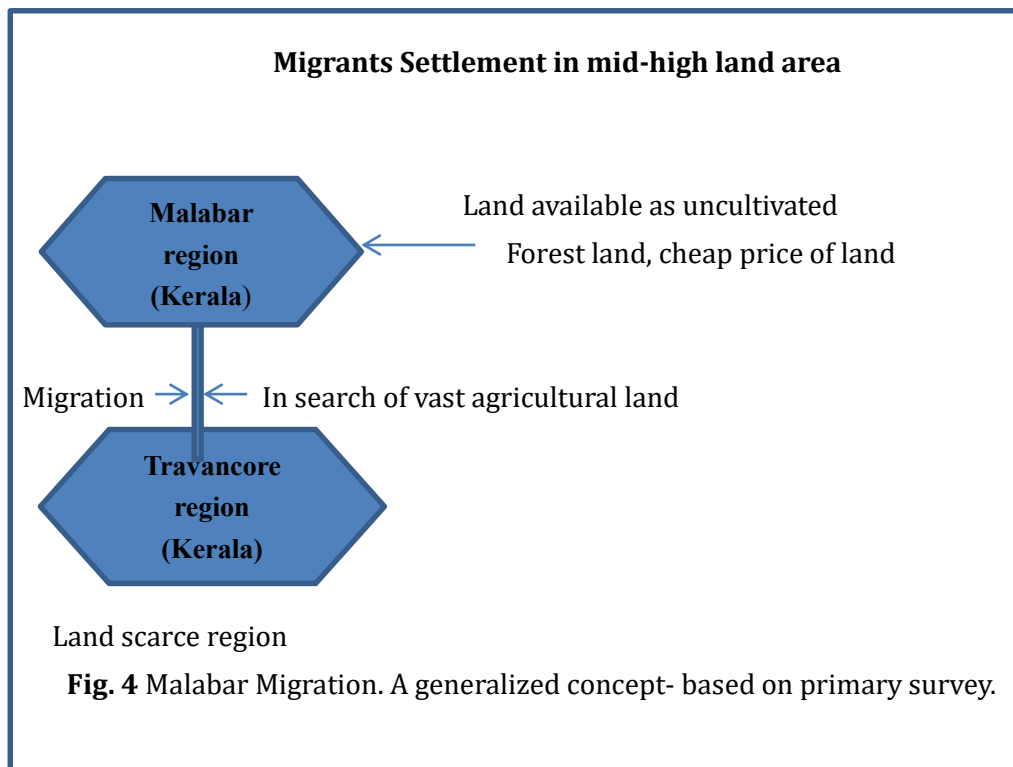 Migrants Settlement in mid-high land area
Malabar
region
(Kerala)
Land available as uncultivated
Forest land, cheap price of land
Migration
In search of vast agricultural land
Travancore
region
(Kerala)
Land scarce region
Fig. 4 Malabar Migration. A generalized concept- based on primary survey.